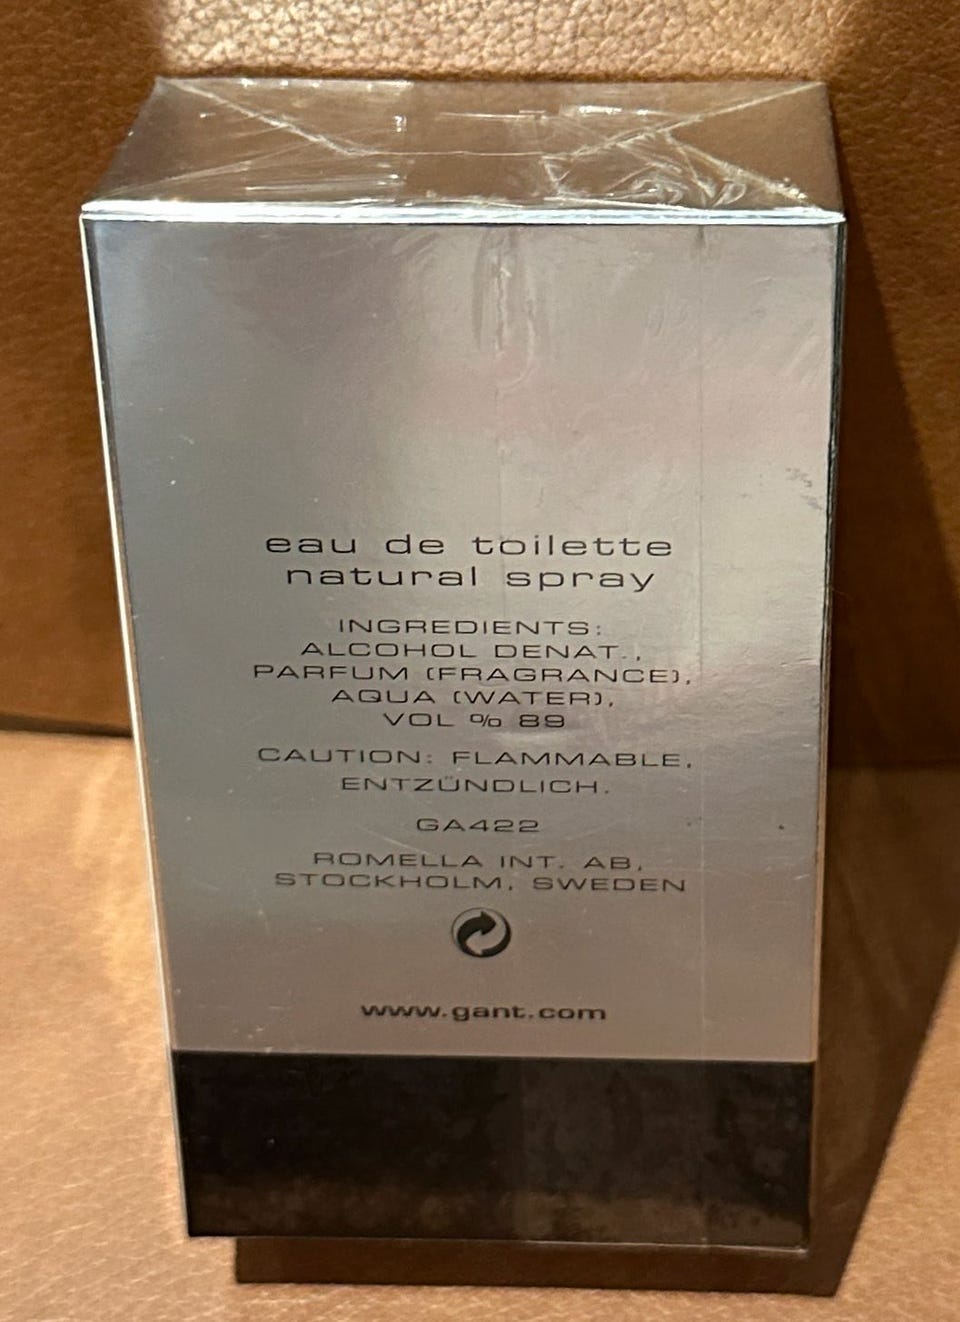 eau de toilette
natural spray
INGREDIENTS:
ALCOHOL DENAT.,
PARFUM (FRAGRANCE),
AQUA (WATER),
VOL % 89
CAUTION: FLAMMABLE,
ENTZÜNDLICH.
GA422
ROMELLA INT. AB,
STOCKHOLM, SWEDEN
www.gant.com